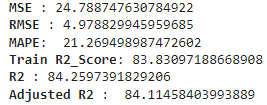 MSE : 24.788747630784922
RMSE : 4.978829945959685
MAPE: 21.269498987472602
Train R2_Score: 83.83097188668908
R2 : 84.2597391829206
Adjusted R2 : 84.11458403993889